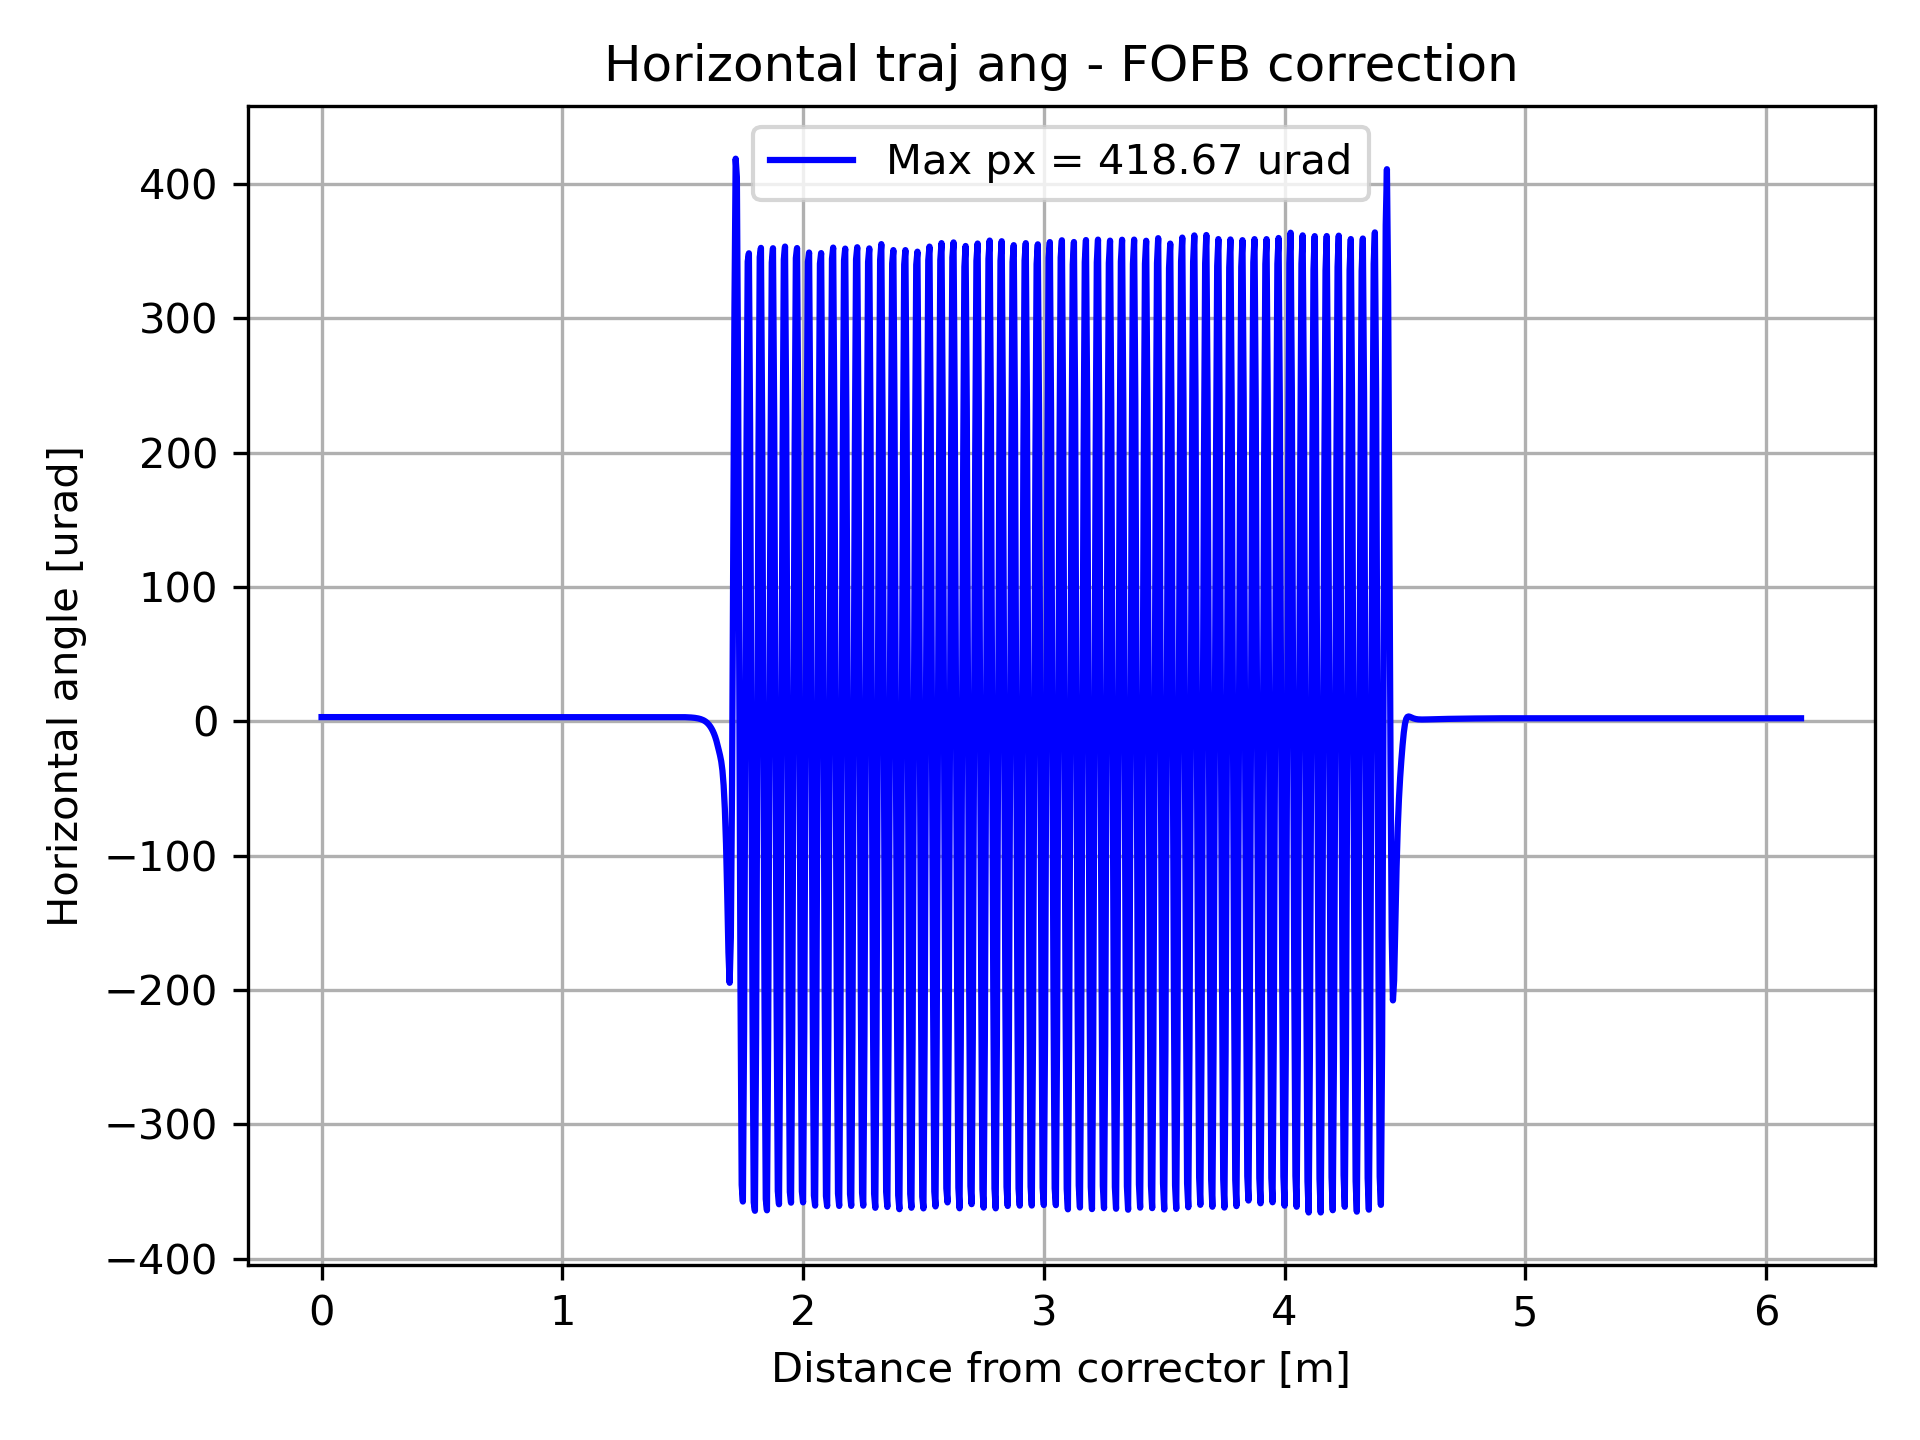 Horizontal traj ang - FOFB correction
Max px = 418.67 urad
Horizontal angle [urad]
400
300
200
100
0
−100
−200
−300
−400
0 1 2 3 4 5 6
Distance from corrector [m]